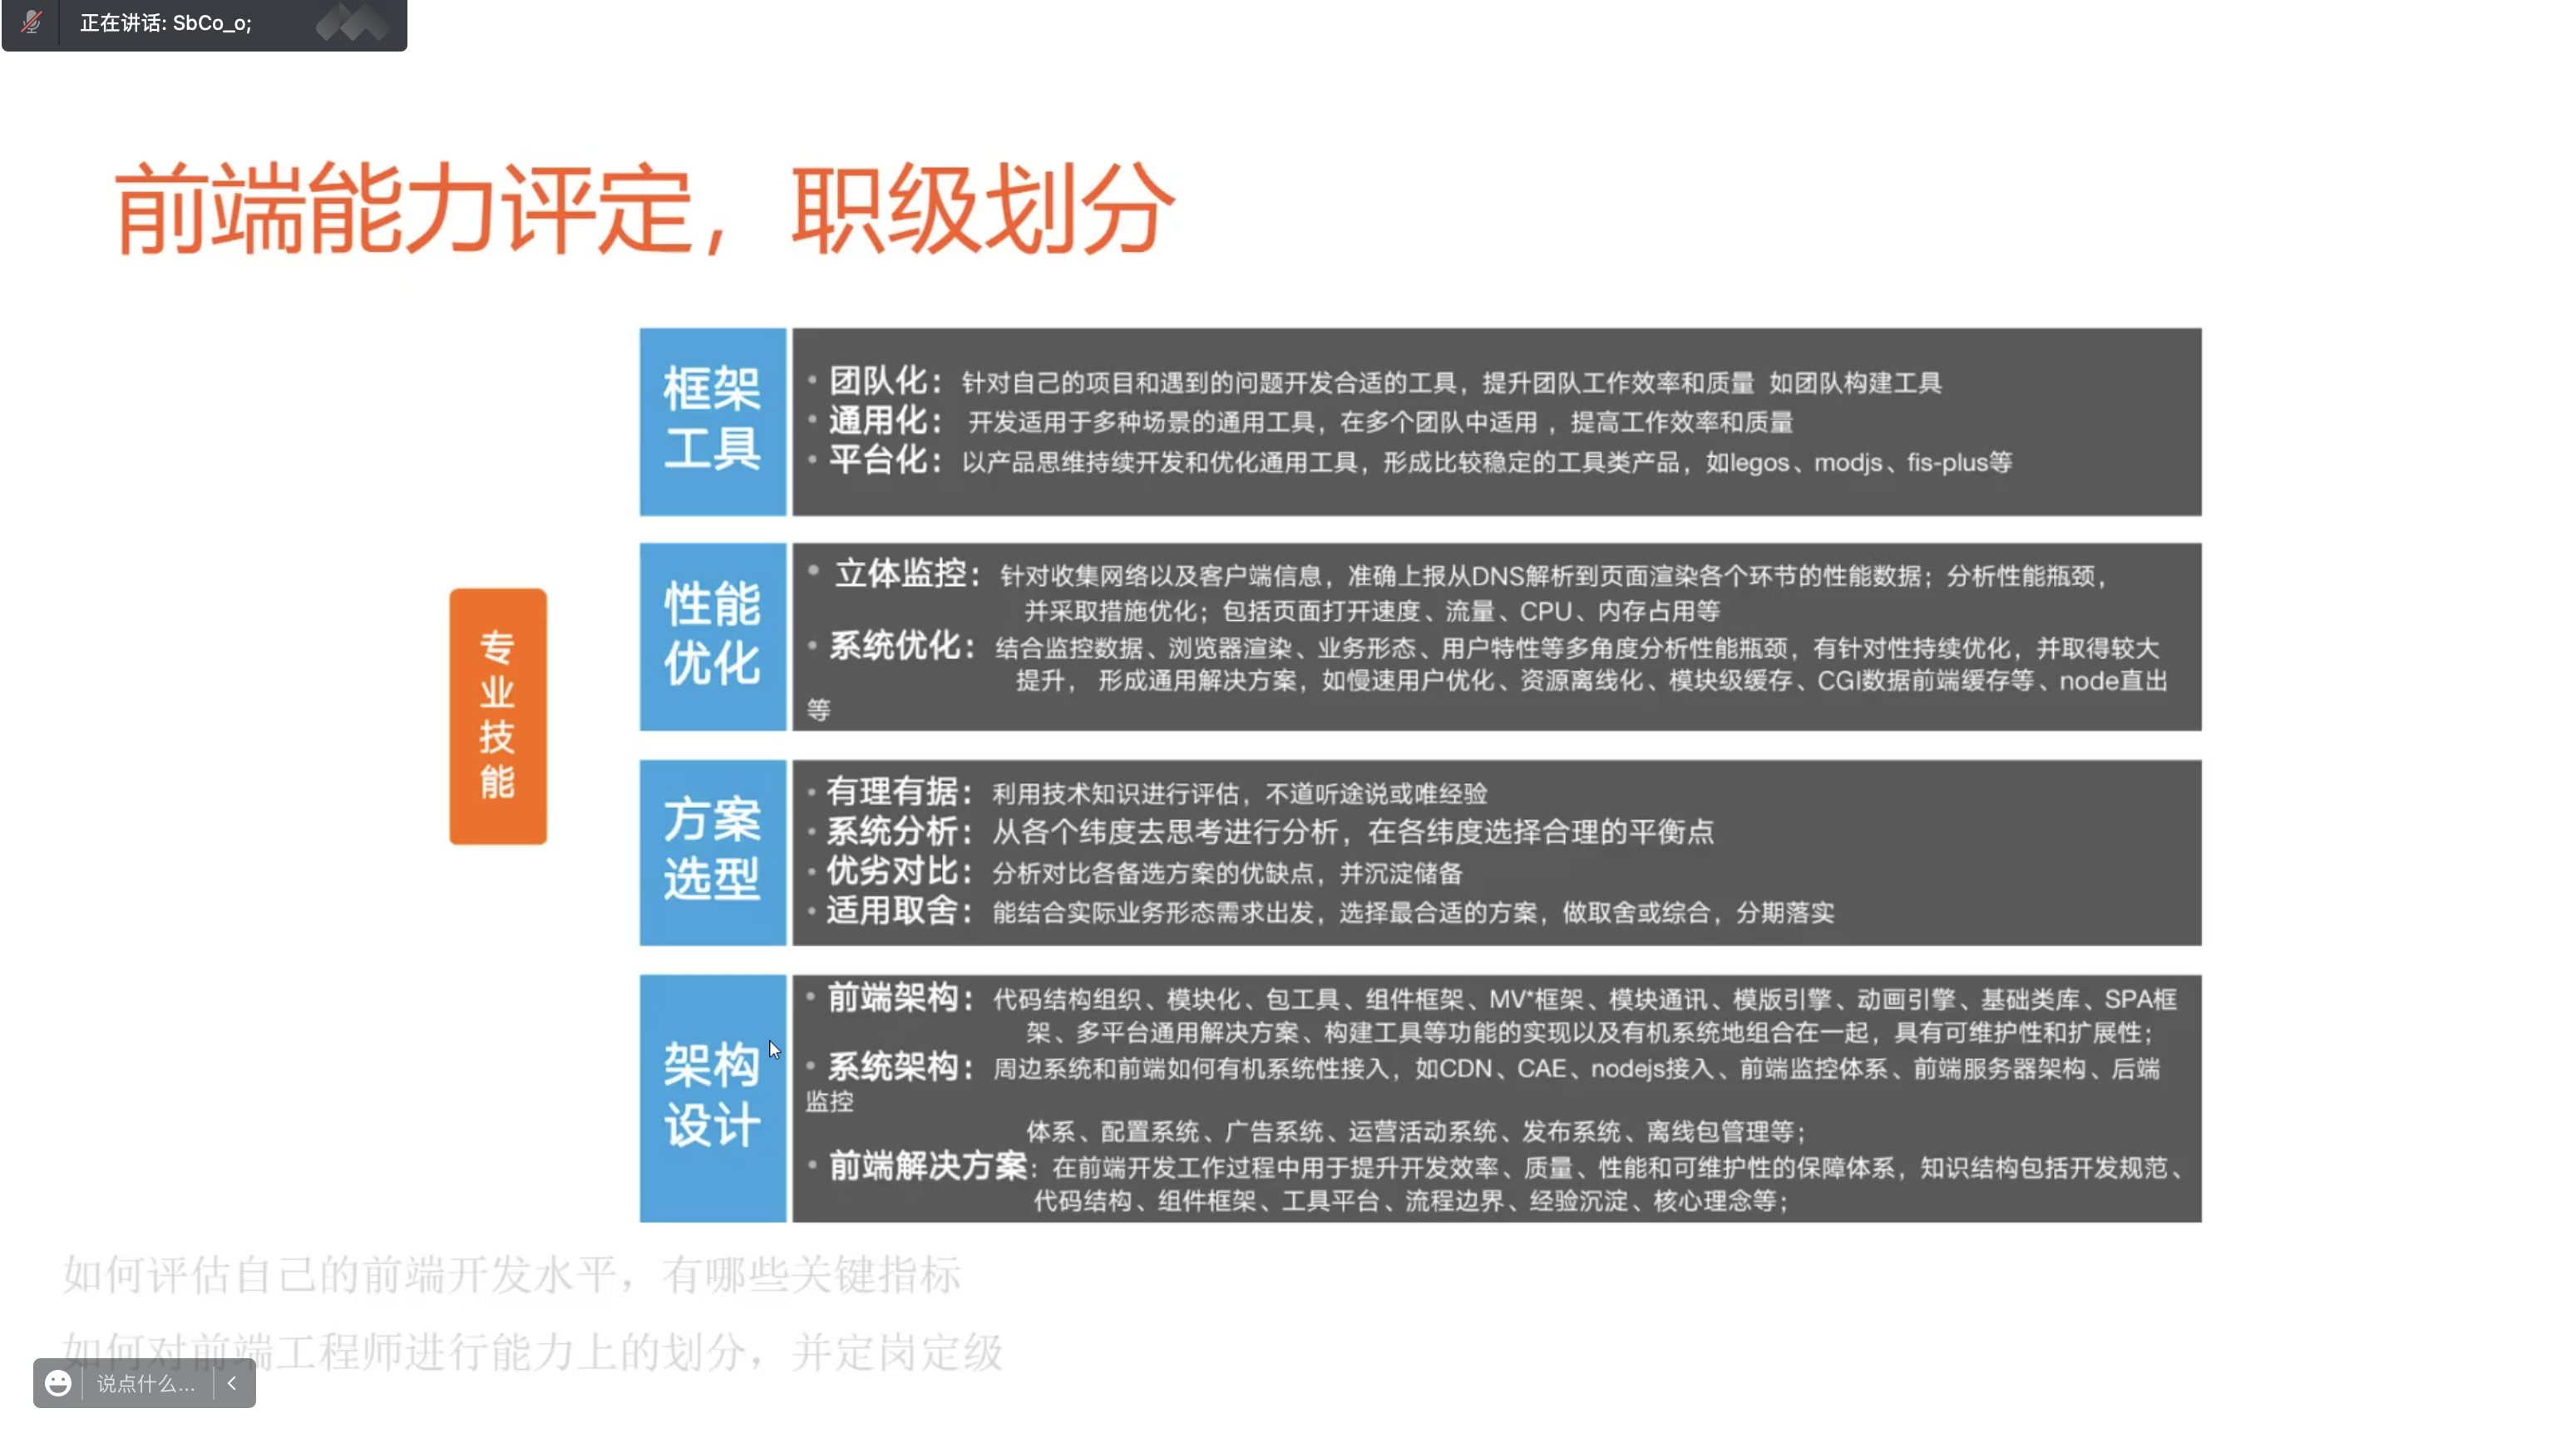 正在讲话: SbCo_o;
前端能力评定，职级划分
专业技能
框架
工具
• 团队化：针对自己的项目和遇到的问题开发合适的工具，提升团队工作效率和质量 如团队构建工具
• 通用化： 开发适用于多种场景的通用工具，在多个团队中适用 ，提高工作效率和质量
• 平台化：以产品思维持续开发和优化通用工具，形成比较稳定的工具类产品，如legos、modjs、fis-plus等
性能
优化
• 立体监控：针对收集网络以及客户端信息，准确上报从DNS解析到页面渲染各个环节的性能数据；分析性能瓶颈，
并采取措施优化；包括页面打开速度、流量、CPU、内存占用等
• 系统优化：结合监控数据、浏览器渲染、业务形态、用户特性等多角度分析性能瓶颈，有针对性持续优化，并取得较大
提升， 形成通用解决方案，如慢速用户优化、资源离线化、模块级缓存、CGI数据前端缓存等、node直出
等
方案
选型
• 有理有据：利用技术知识进行评估，不道听途说或唯经验
• 系统分析：从各个纬度去思考进行分析，在各纬度选择合理的平衡点
• 优劣对比：分析对比各备选方案的优缺点，并沉淀储备
• 适用取舍：能结合实际业务形态需求出发，选择最合适的方案，做取舍或综合，分期落实
架构
设计
• 前端架构：代码结构组织、模块化、包工具、组件框架、MV*框架、模块通讯、模版引擎、动画引擎、基础类库、SPA框
架、多平台通用解决方案、构建工具等功能的实现以及有机系统地组合在一起，具有可维护性和扩展性；
• 系统架构：周边系统和前端如何有机系统性接入，如CDN、CAE、nodejs接入、前端监控体系、前端服务器架构、后端
监控
体系、配置系统、广告系统、运营活动系统、发布系统、离线包管理等；
• 前端解决方案：在前端开发工作过程中用于提升开发效率、质量、性能和可维护性的保障体系，知识结构包括开发规范、
代码结构、组件框架、工具平台、流程边界、经验沉淀、核心理念等；
如何评估自己的前端开发水平，有哪些关键指标
如何对前端工程师进行能力上的划分，并定岗定级
说点什么...